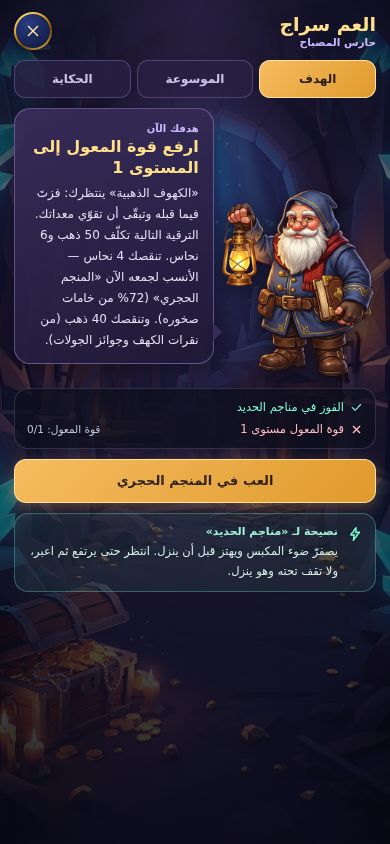 العم سراج
حارس المصباح
الهدف
الموسوعة
الحكاية
هدفك الآن
ارفع قوة المعول إلى
المستوى 1
«الكهوف الذهبية» ينتظرك: فزتَ
فيما قبله وتبقّى أن تقوّي معداتك.
الترقية التالية تكلّف 50 ذهب و6
نحاس. تنقصك 4 نحاس —
الأنسب لجمعه الآن «المنجم
الحجري» (72% من خامات
صخوره). وتنقصك 40 ذهب (من
نقرات الكهف وجوائز الجولات).
الفوز في مناجم الحديد
قوة المعول مستوى 1
قوة المعول: 0/1
العب في المنجم الحجري
نصيحة لـ «مناجم الحديد»
يصفرّ ضوء المكبس ويهتز قبل أن ينزل. انتظر حتى يرتفع ثم اعبر،
ولا تقف تحته وهو ينزل.